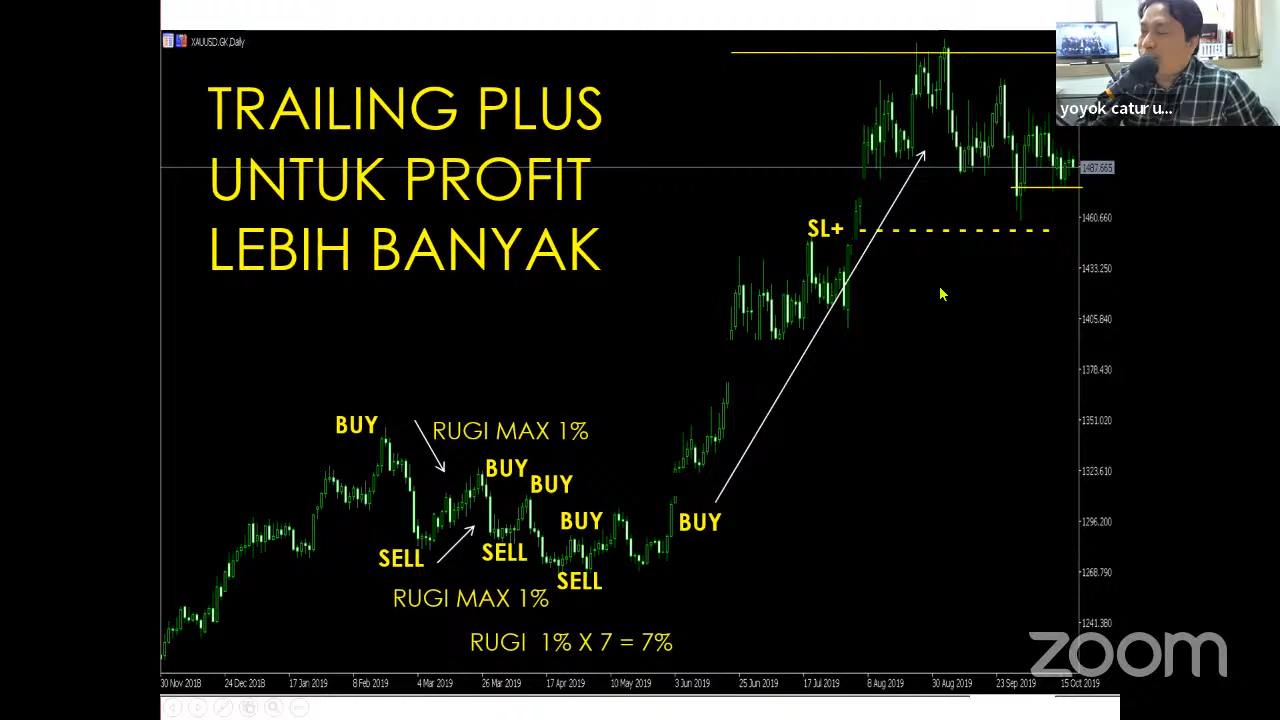 XAUUSD.GK,Daily
TRAILING PLUS
UNTUK PROFIT
LEBIH BANYAK
yoyok catur u...
1487.665
1460.660
SL+
1433.250
1405.840
1378.430
1351.020
BUY
RUGI MAX 1%
1323.610
BUY
BUY
BUY
BUY
1296.200
SELL
SELL
SELL
1268.790
RUGI MAX 1%
RUGI 1% X 7 = 7%
1241.380
zoom
30 Nov 2018
24 Dec 2018
17 Jan 2019
8 Feb 2019
4 Mar 2019
26 Mar 2019
17 Apr 2019
10 May 2019
3 Jun 2019
25 Jun 2019
17 Jul 2019
8 Aug 2019
30 Aug 2019
23 Sep 2019
15 Oct 2019